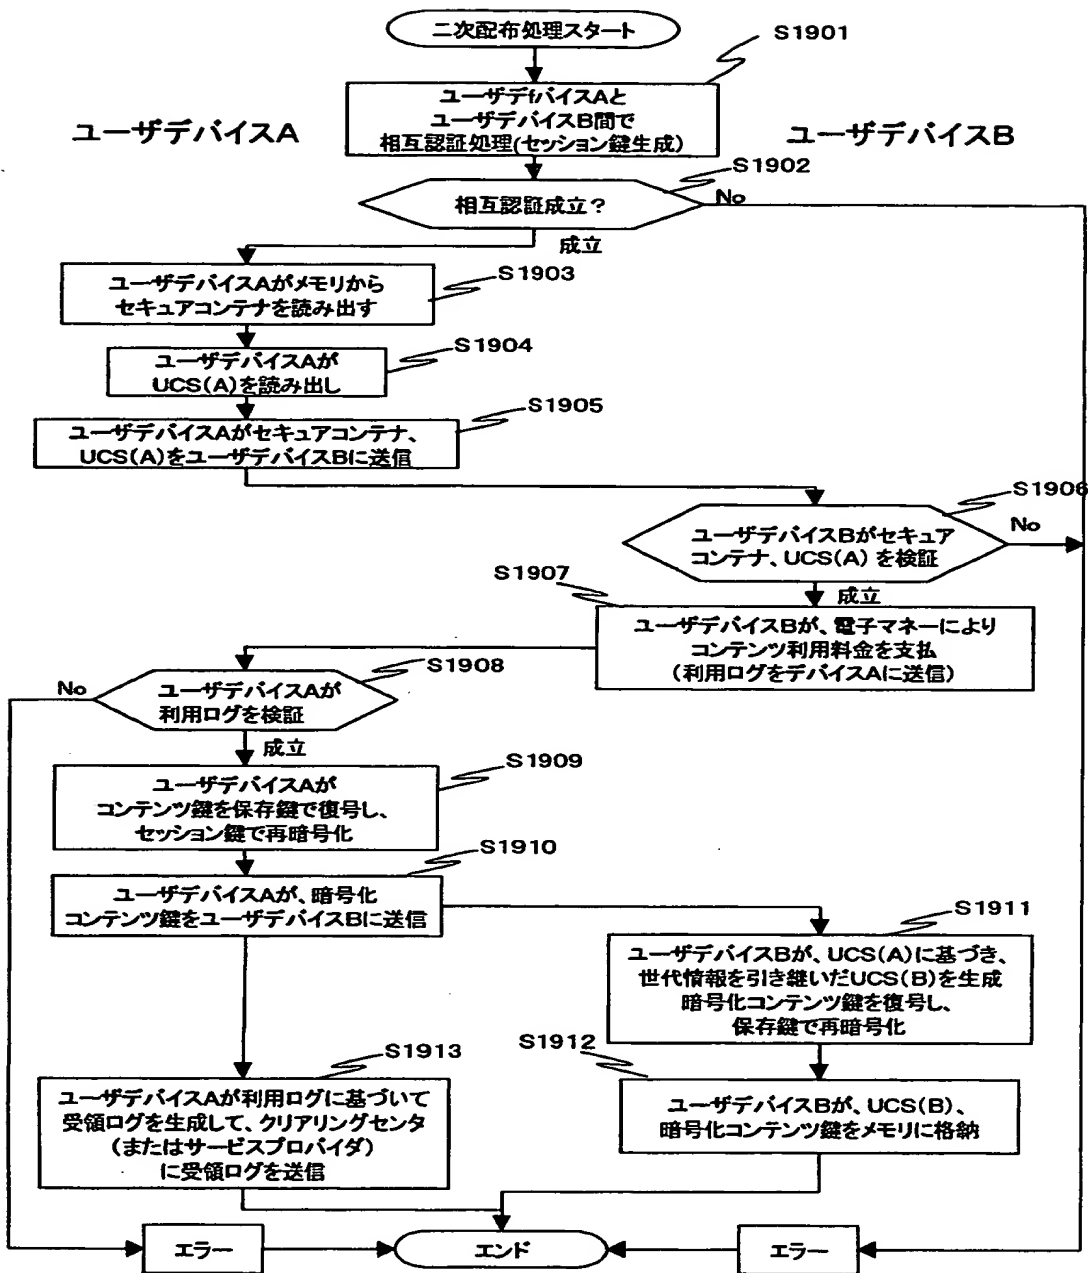 二次配布処理スタート
S1901
ユーザデfバイスAと
ユーザデバイスB間で
相互認証処理(セッション鍵生成)
ユーザデバイスA
ユーザデバイスB
S1902
相互認証成立?
No
成立
S1903
ユーザデバイスAがメモリから
セキュアコンテナを読み出す
S1904
ユーザデバイスAが
UCS(A)を読み出し
S1905
ユーザデバイスAがセキュアコンテナ、
UCS(A)をユーザデバイスBに送信
S1906
ユーザデバイスBがセキュア
コンテナ、UCS(A) を検証
No
成立
S1907
ユーザデバイスBが、電子マネーにより
コンテンツ利用料金を支払
(利用ログをデバイスAに送信)
S1908
ユーザデバイスAが
利用ログを検証
No
成立
S1909
ユーザデバイスAが
コンテンツ鍵を保存鍵で復号し、
セッション鍵で再暗号化
S1910
ユーザデバイスAが、暗号化
コンテンツ鍵をユーザデバイスBに送信
S1911
ユーザデバイスBが、UCS(A)に基づき、
世代情報を引き継いだUCS(B)を生成
暗号化コンテンツ鍵を復号し、
保存鍵で再暗号化
S1912
ユーザデバイスBが、UCS(B)、
暗号化コンテンツ鍵をメモリに格納
S1913
ユーザデバイスAが利用ログに基づいて
受領ログを生成して、クリアリングセンタ
(またはサービスプロバイダ)
に受領ログを送信
エラー
エンド
エラー